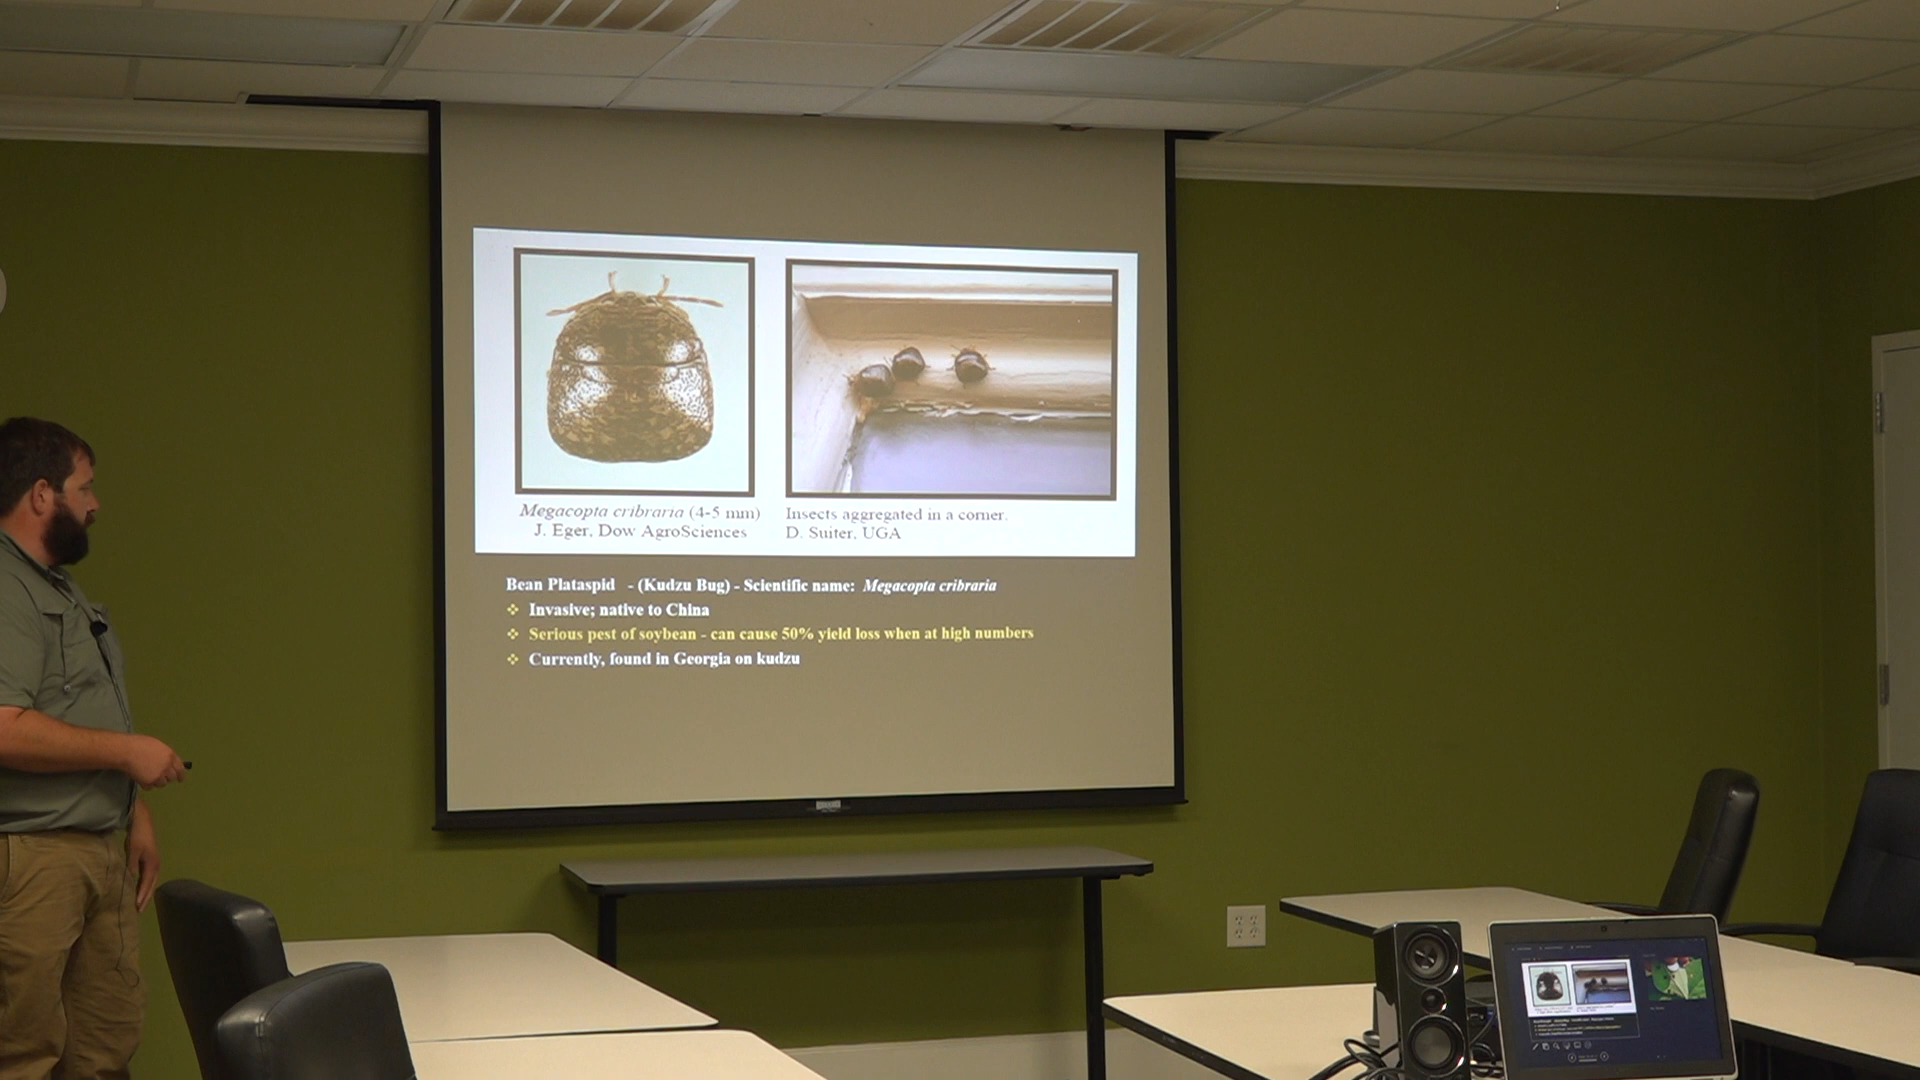 Megacopta cribraria (4-5 mm)
J. Eger, Dow AgroSciences
Insects aggregated in a corner.
D. Suiter, UGA
Bean Plataspid - (Kudzu Bug) - Scientific name: Megacopta cribraria
❖ Invasive; native to China
❖ Serious pest of soybean - can cause 50% yield loss when at high numbers
❖ Currently, found in Georgia on kudzu